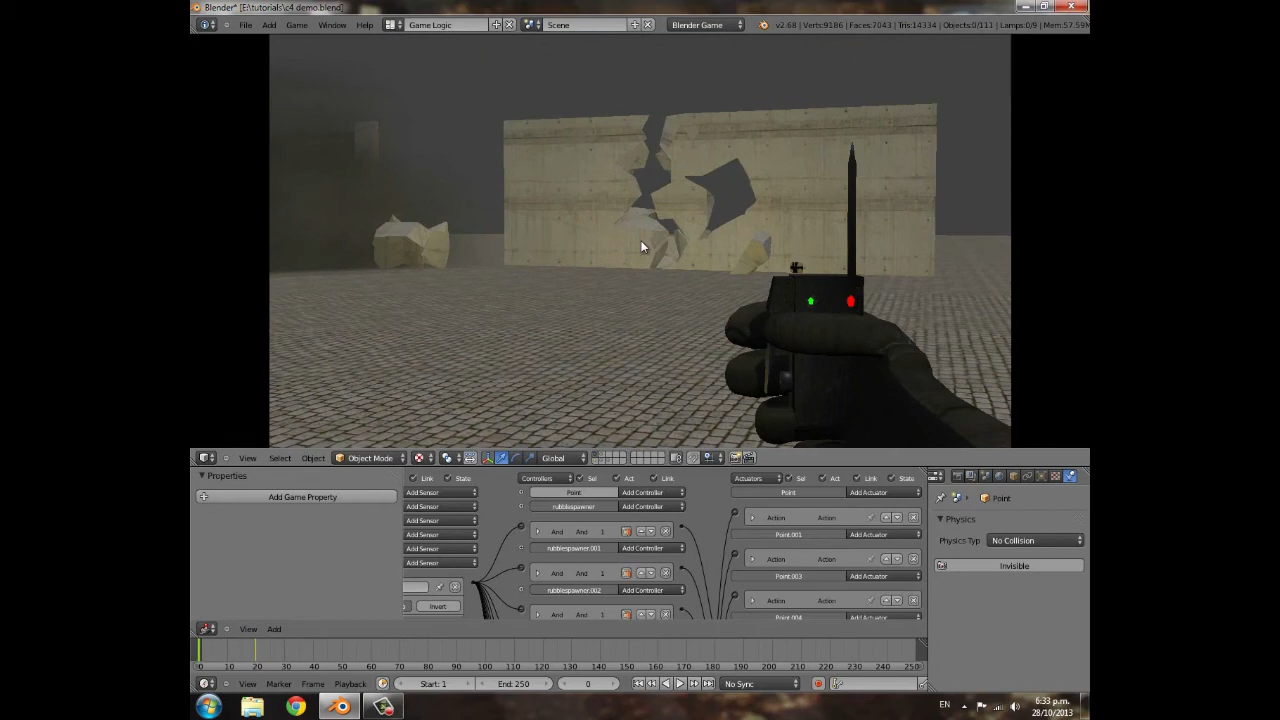 Blender* [E:\tutorials\c4 demo.blend]
File Add Game Window Help Game Logic Scene Blender Game v2.68 | Verts:9186 | Faces:7043 | Tris:14334 | Objects:0/111 | Lamps:0/9 | Mem:57.59M
View Select Object Object Mode Global
Properties Link State Controllers Sel Act Link Actuators Sel Act Link State
Add Game Property Add Sensor Point Add Controller Point Add Actuator Point
Add Sensor rubblespawner Add Controller
Add Sensor Action Action Physics
Add Sensor And And 1 Point.001 Add Actuator Physics Typ No Collision
Add Sensor rubblespawner.001 Add Controller
Add Sensor Action Action Invisible
And And 1 Point.003 Add Actuator
rubblespawner.002 Add Controller
Invert Action Action
And And 1 Point.004 Add Actuator
View Add
0 10 20 30 40 50 60 70 80 90 100 110 120 130 140 150 160 170 180 190 200 210 220 230 240 250
View Marker Frame Playback Start: 1 End: 250 0 No Sync
EN 6:33 p.m.
28/10/2013